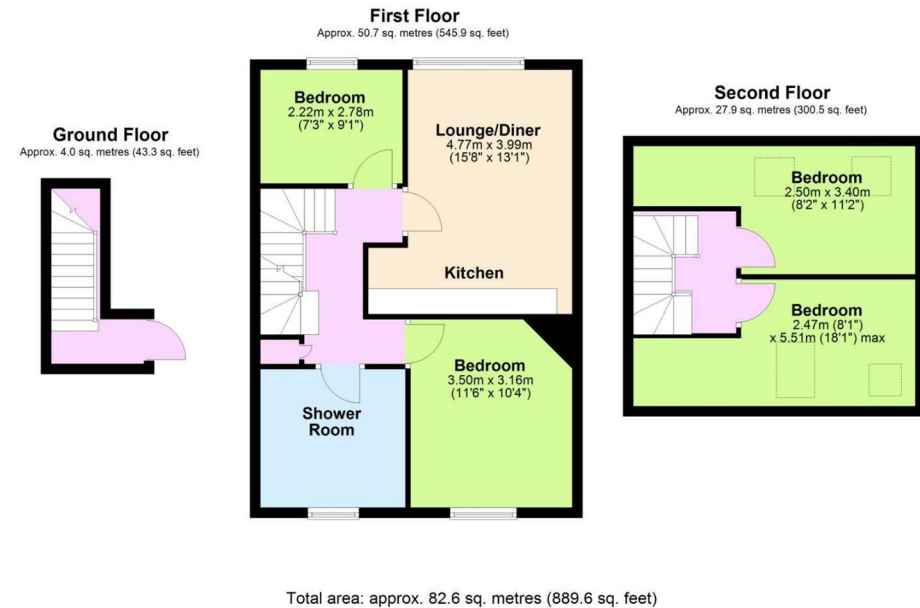 First Floor
Approx. 50.7 sq. metres (545.9 sq. feet)
Bedroom
2.22m x 2.78m
(7'3" x 9'1")
Lounge/Diner
4.77m x 3.99m
(15'8" x 13'1")
Kitchen
Bedroom
3.50m x 3.16m
(11'6" x 10'4")
Shower
Room
Ground Floor
Approx. 4.0 sq. metres (43.3 sq. feet)
Second Floor
Approx. 27.9 sq. metres (300.5 sq. feet)
Bedroom
2.50m x 3.40m
(8'2" x 11'2")
Bedroom
2.47m (8'1")
x 5.51m (18'1") max
Total area: approx. 82.6 sq. metres (889.6 sq. feet)